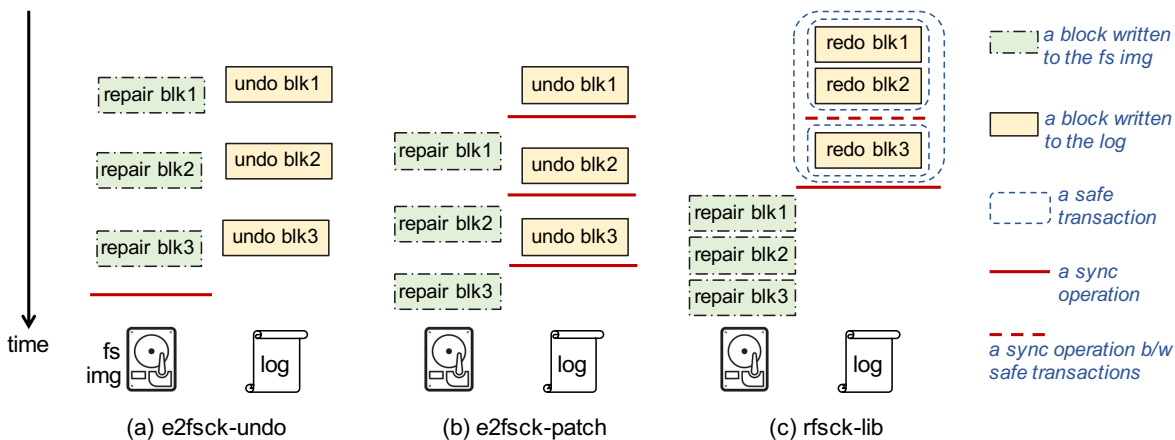 time
repair blk1
undo blk1
repair blk2
undo blk2
repair blk3
undo blk3
fs
img
log
(a) e2fsck-undo
undo blk1
repair blk1
undo blk2
repair blk2
undo blk3
repair blk3
log
(b) e2fsck-patch
redo blk1
redo blk2
redo blk3
repair blk1
repair blk2
repair blk3
log
(c) rfsck-lib
a block written
to the fs img
a block written
to the log
a safe
transaction
a sync
operation
a sync operation b/w
safe transactions